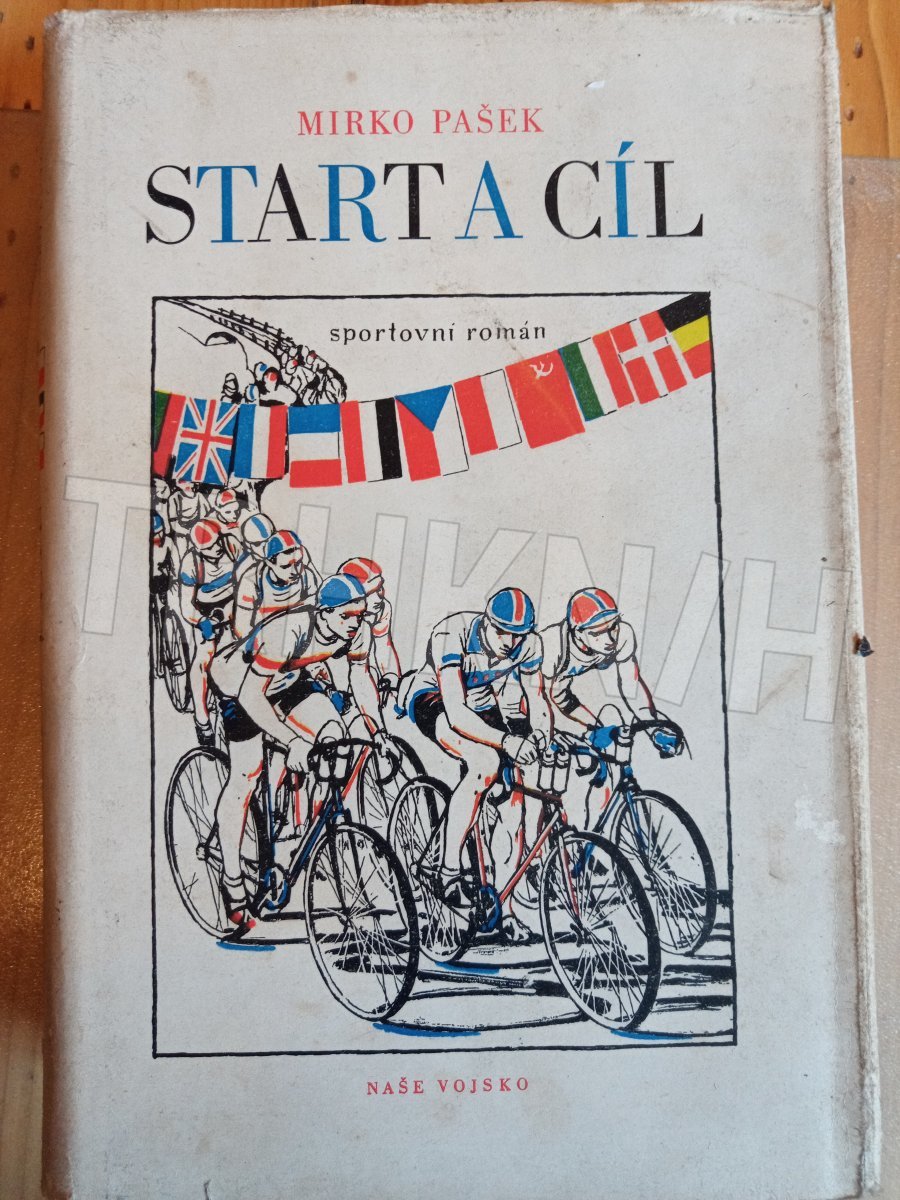 MIRKO PAŠEK
START A CÍL
sportovní román
NAŠE VOJSKO